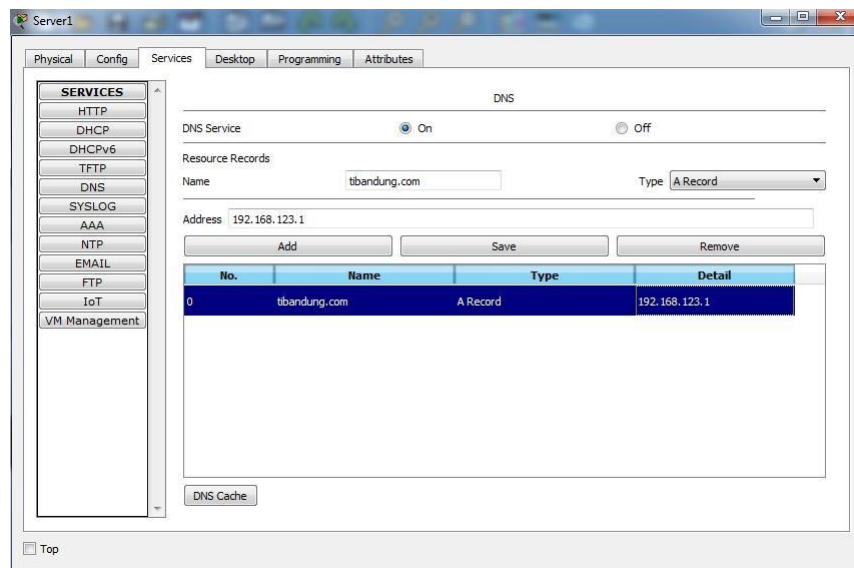 Server1
Physical Config Services Desktop Programming Attributes
SERVICES
HTTP
DHCP
DHCPv6
TFTP
DNS
SYSLOG
AAA
NTP
EMAIL
FTP
IoT
VM Management
DNS
DNS Service On Off
Resource Records
Name tibandung.com Type A Record
Address 192.168.123.1
Add Save Remove
No. Name Type Detail
0 tibandung.com A Record 192.168.123.1
DNS Cache
Top